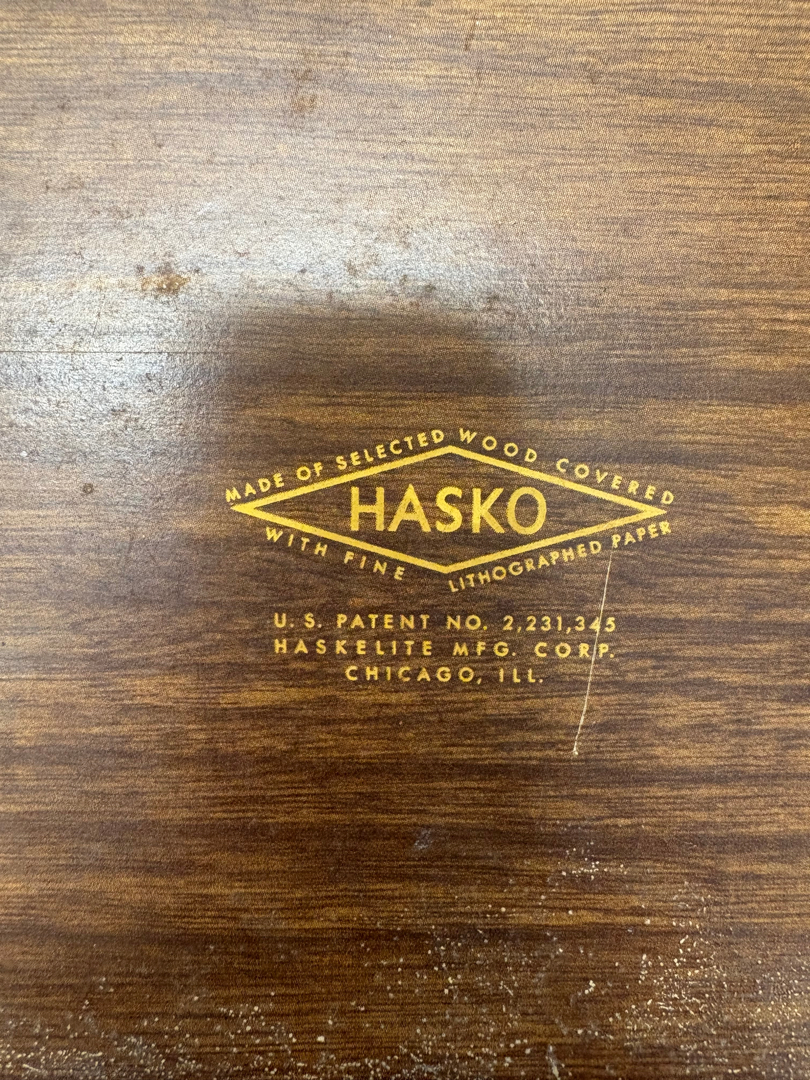 MADE OF SELECTED WOOD COVERED
HASKO
WITH FINE LITHOGRAPHED PAPER
U. S. PATENT NO. 2,231,345
HASKELITE MFG. CORP.
CHICAGO, ILL.